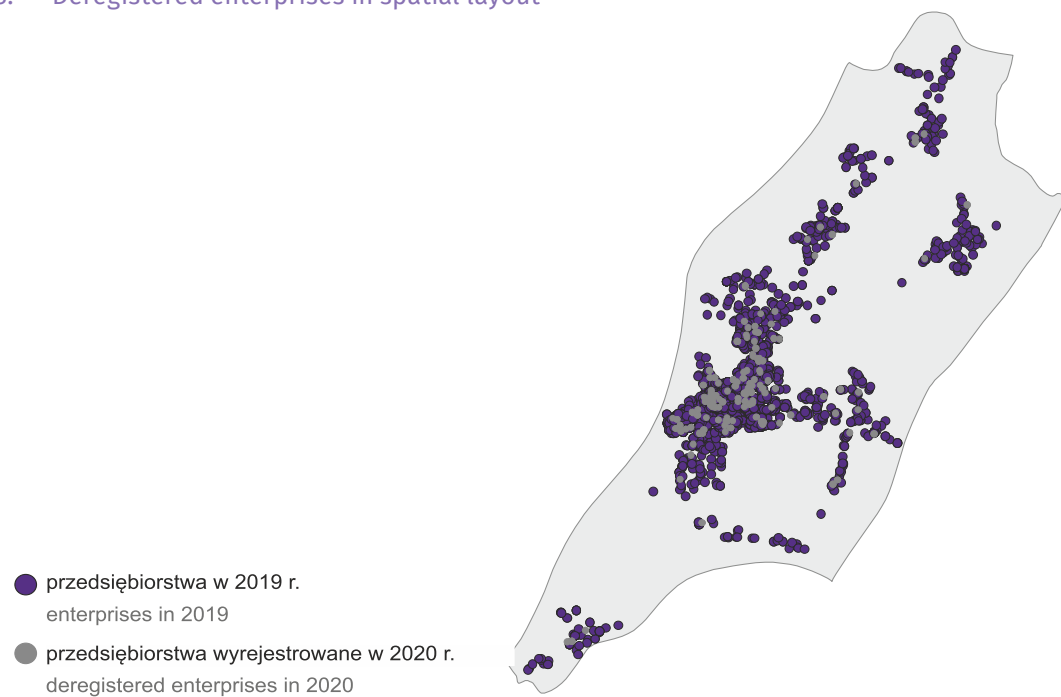 Deregistered enterprises in spatial layout
przedsiębiorstwa w 2019 r.
enterprises in 2019
przedsiębiorstwa wyrejestrowane w 2020 r.
deregistered enterprises in 2020